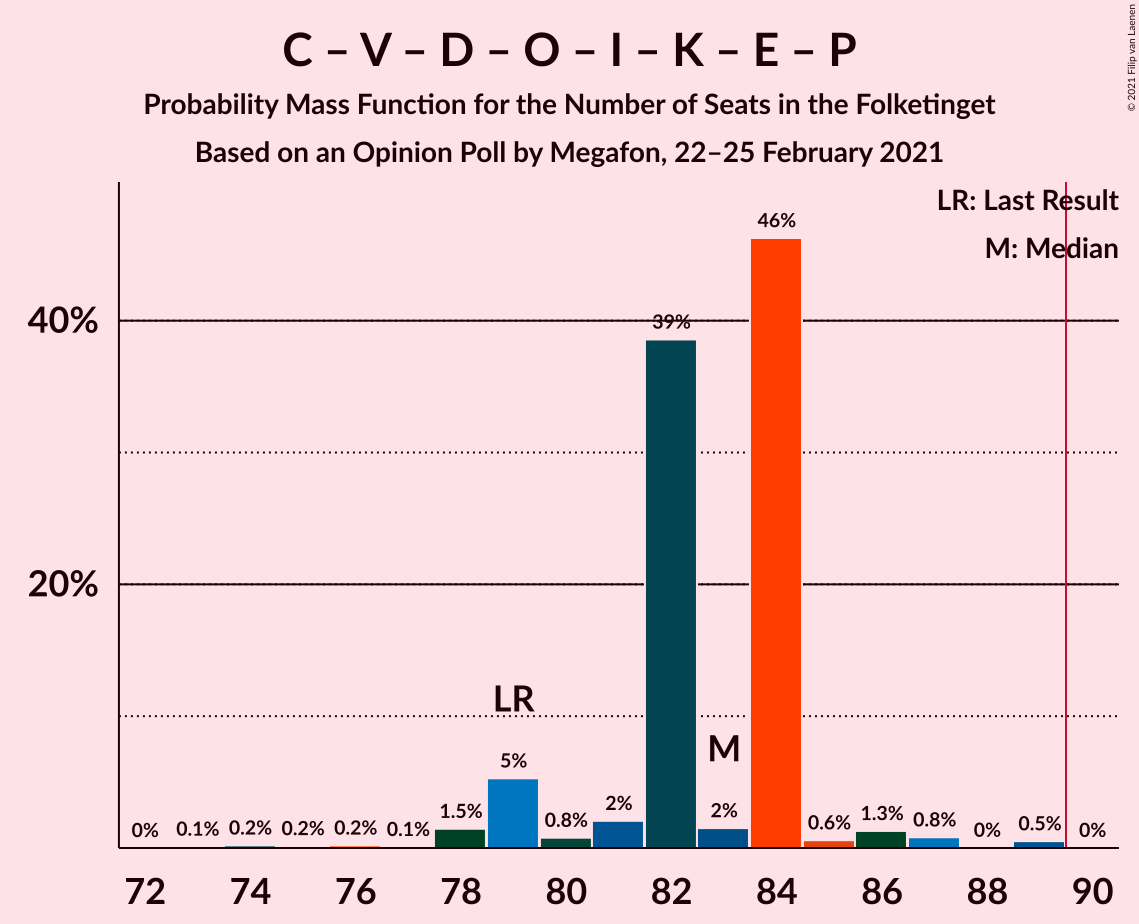 C – V – D – O – I – K – E – P
Probability Mass Function for the Number of Seats in the Folketinget
Based on an Opinion Poll by Megafon, 22–25 February 2021
© 2021 Filip van Laenen
LR: Last Result
M: Median
46%
40%
39%
20%
LR
M
5%
0%
0.1%
0.2%
0.2%
0.2%
0.1%
1.5%
0.8%
2%
2%
0.6%
1.3%
0.8%
0%
0.5%
0%
72 74 76 78 80 82 84 86 88 90